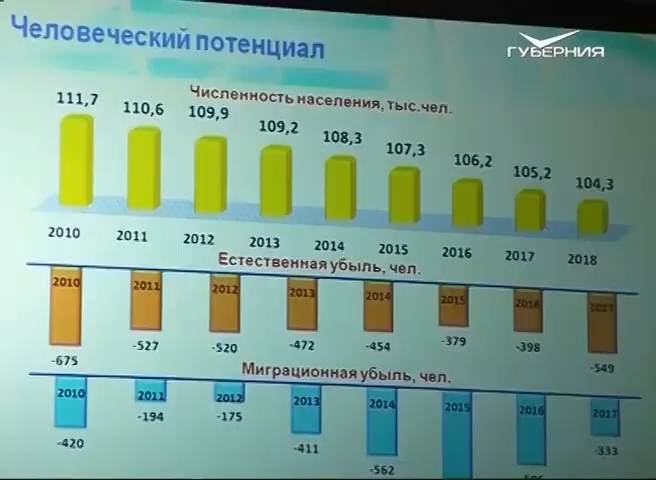 Человеческий потенциал
ГУБЕРНИЯ
Численность населения, тыс.чел.
111,7 110,6 109,9 109,2 108,3 107,3 106,2 105,2 104,3
2010 2011 2012 2013 2014 2015 2016 2017 2018
Естественная убыль, чел.
2010 2011 2012 2013 2014 2015 2016 2017
-675 -527 -520 -472 -454 -379 -398 -549
Миграционная убыль, чел.
2010 2011 2012 2013 2014 2015 2016 2017
-420 -194 -175 -411 -562 -333